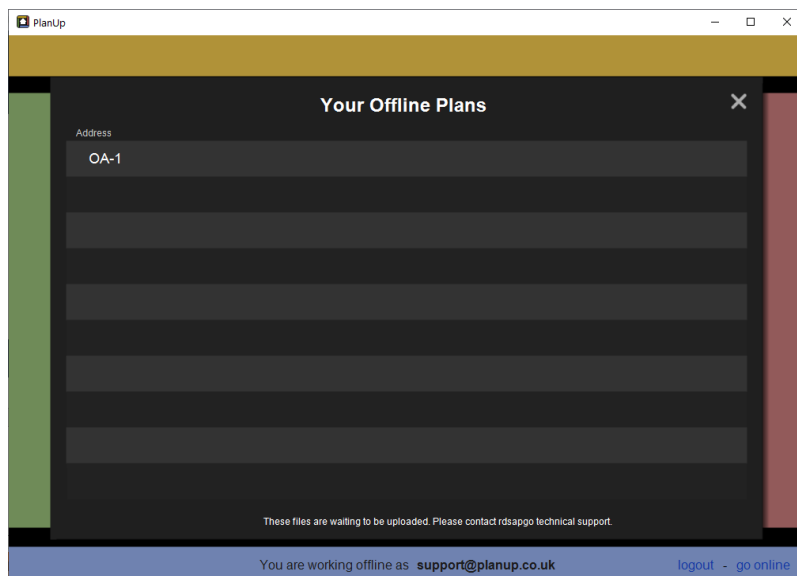 PlanUp
Your Offline Plans
Address
OA-1
These files are waiting to be uploaded. Please contact rdsapgo technical support.
You are working offline as support@planup.co.uk logout - go online